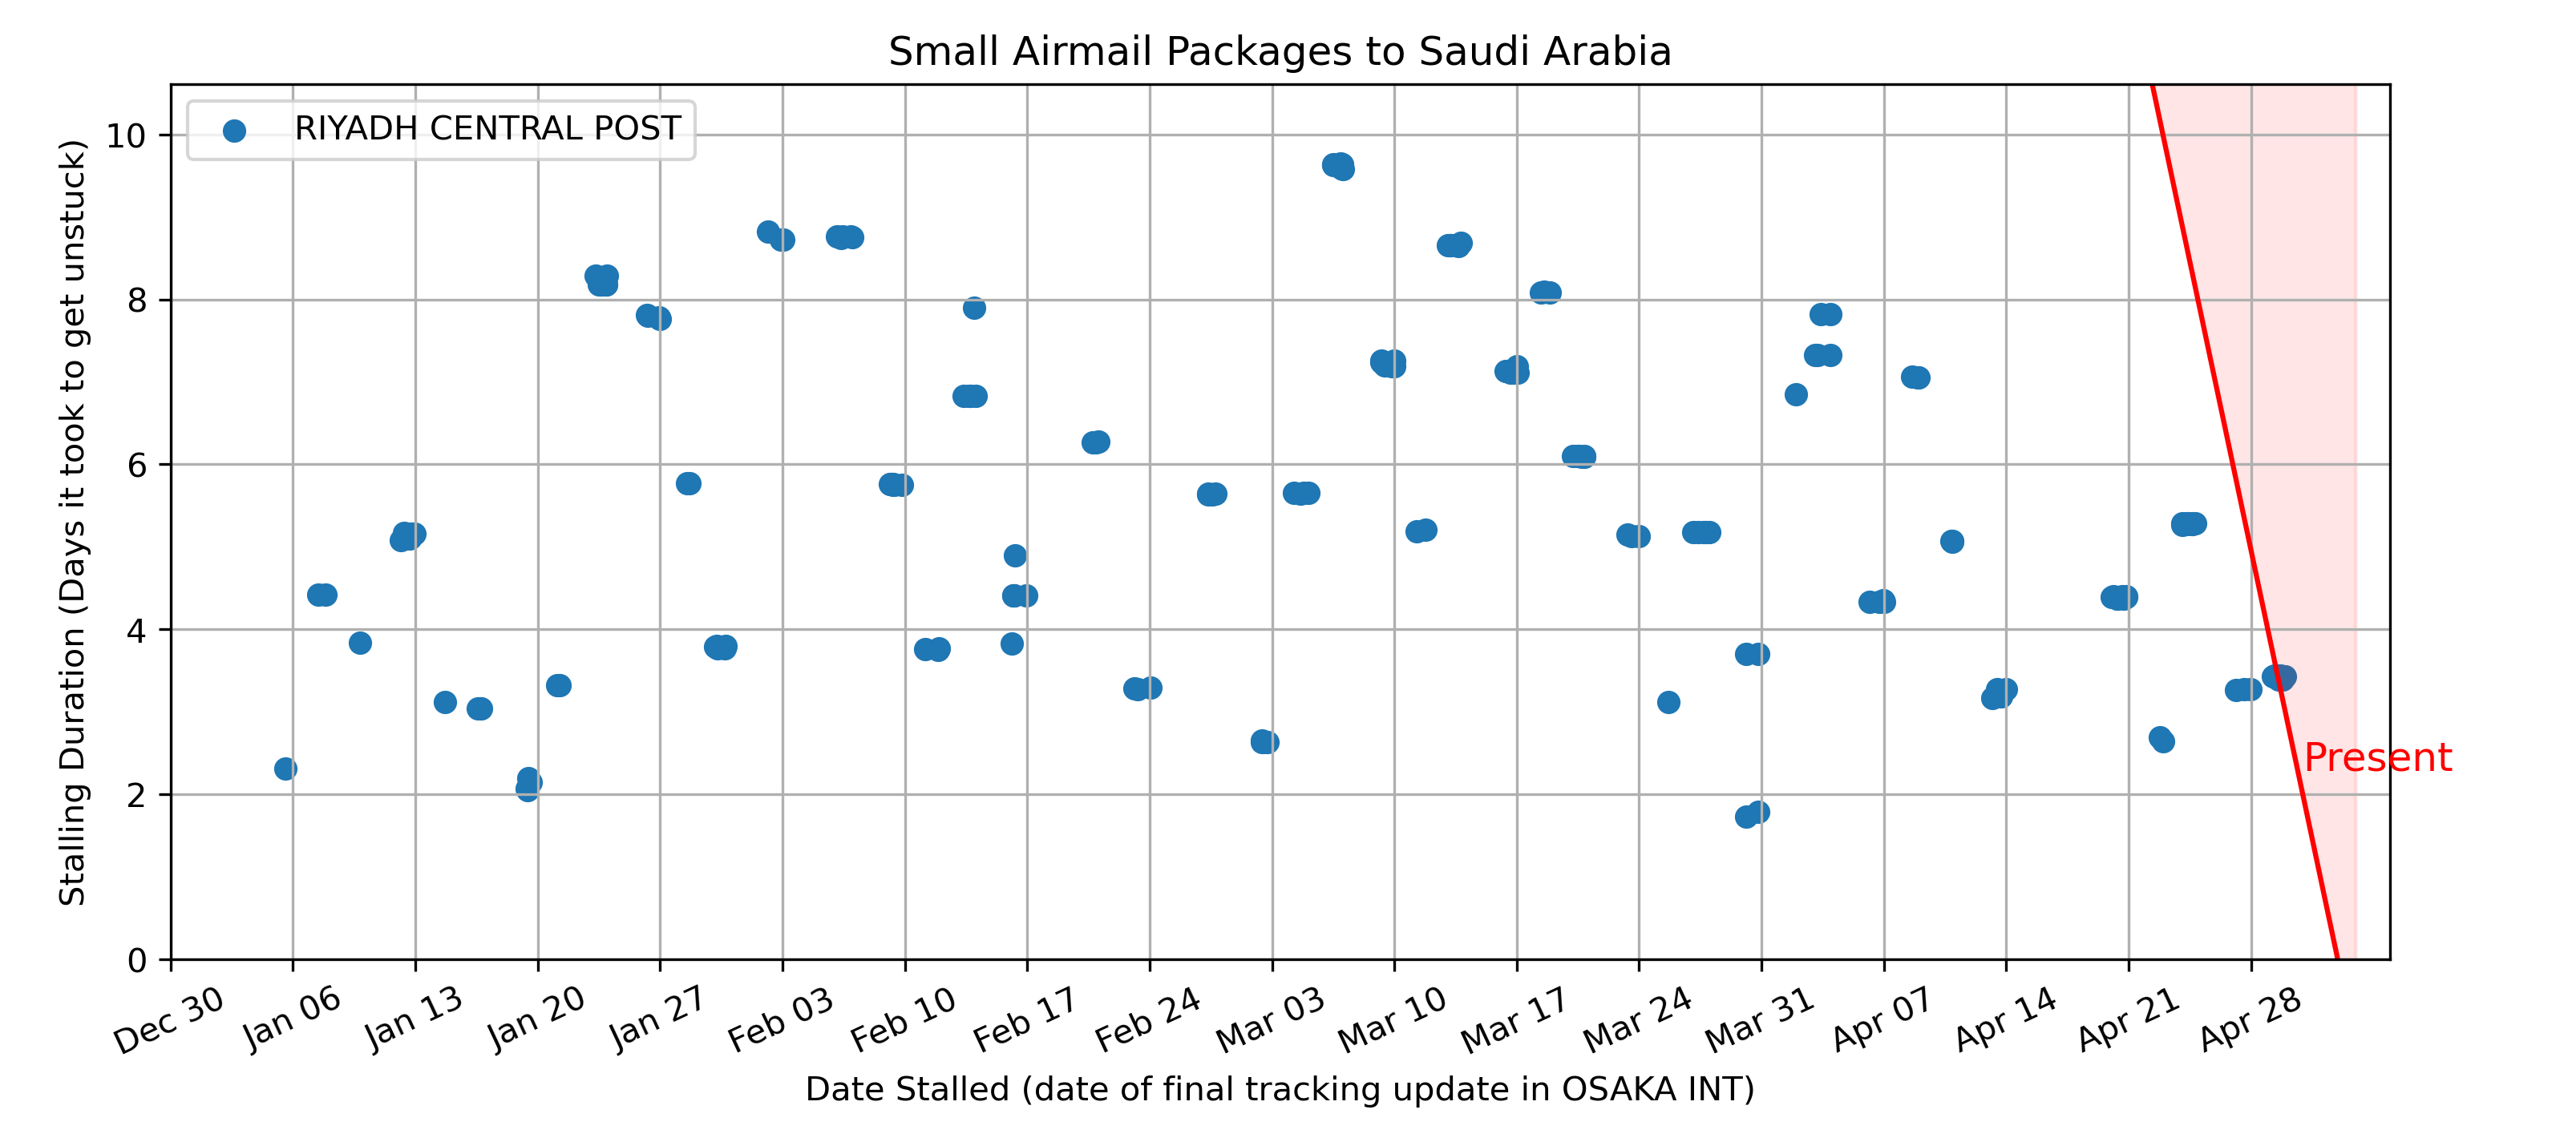 Small Airmail Packages to Saudi Arabia
RIYADH CENTRAL POST
Stalling Duration (Days it took to get unstuck)
10
8
6
4
2
0
Present
Dec 30
Jan 06
Jan 13
Jan 20
Jan 27
Feb 03
Feb 10
Feb 17
Feb 24
Mar 03
Mar 10
Mar 17
Mar 24
Mar 31
Apr 07
Apr 14
Apr 21
Apr 28
Date Stalled (date of final tracking update in OSAKA INT)